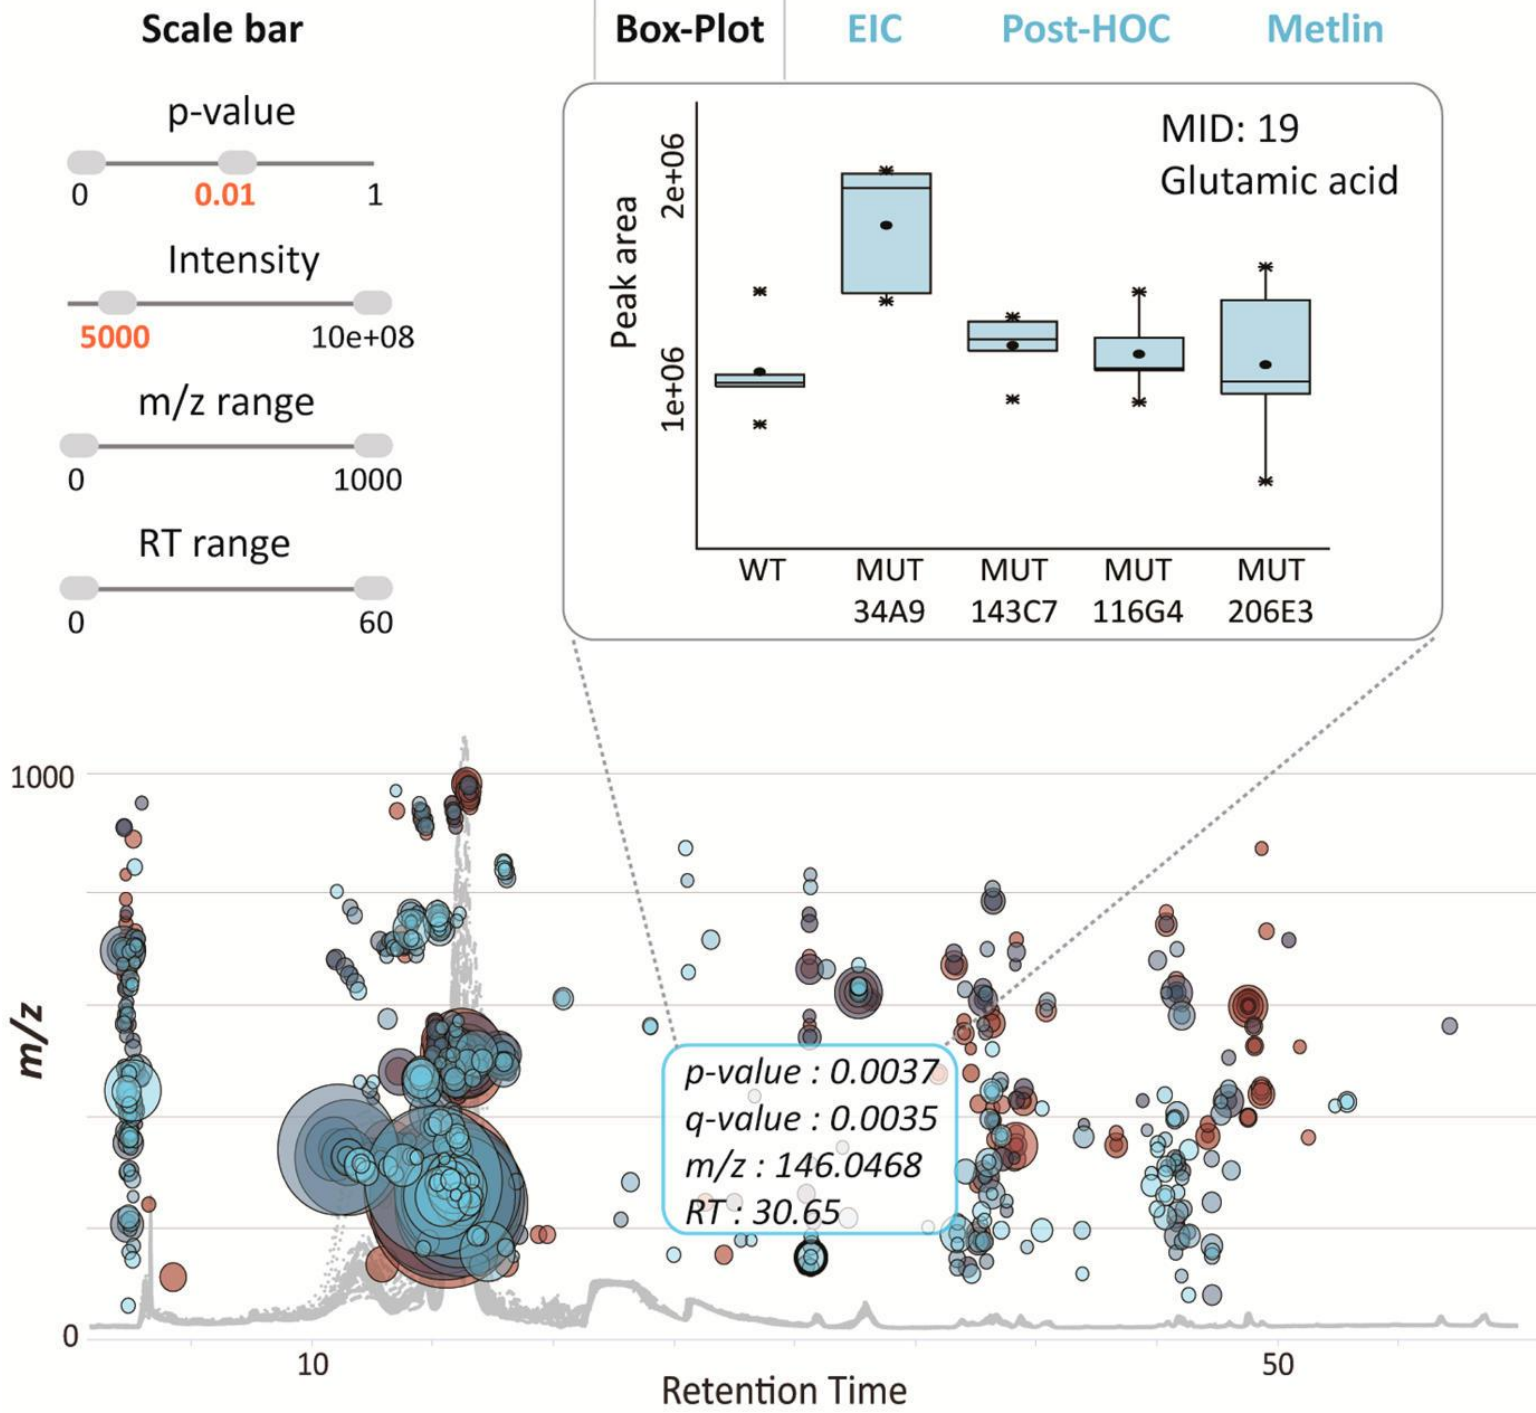 Scale bar
Box-Plot EIC Post-HOC Metlin
p-value
0 0.01 1
Intensity
5000 10e+08
m/z range
0 1000
RT range
0 60
MID: 19
Glutamic acid
Peak area
2e+06
1e+06
WT MUT MUT MUT MUT
34A9 143C7 116G4 206E3
1000
m/z
0
p-value : 0.0037
q-value : 0.0035
m/z : 146.0468
RT : 30.65
10 50
Retention Time